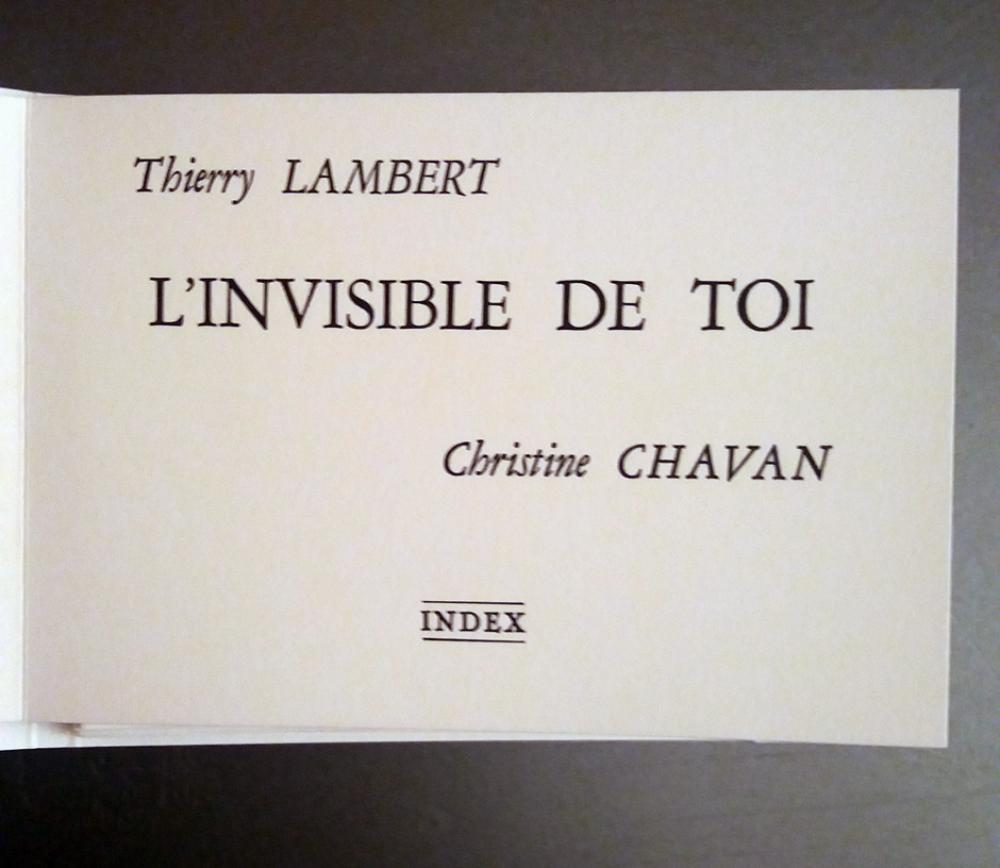 Thierry LAMBERT
L'INVISIBLE DE TOI
Christine CHAVAN
INDEX